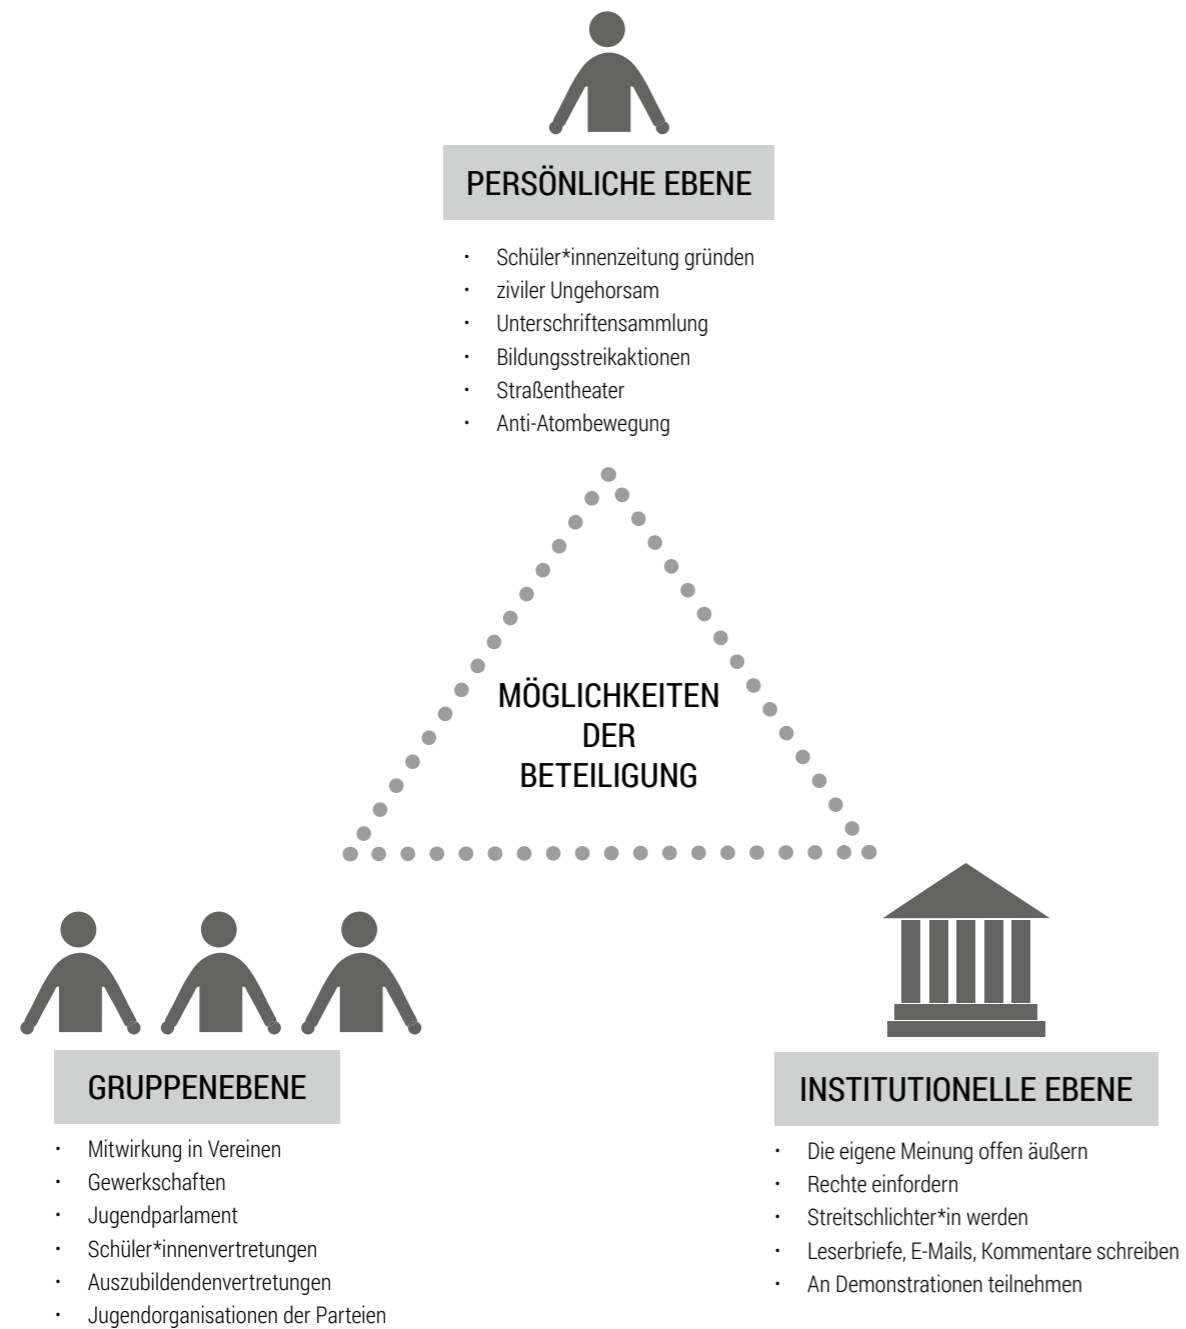 PERSÖNLICHE EBENE
• Schüler*innenzeitung gründen
• ziviler Ungehorsam
• Unterschriftensammlung
• Bildungsstreikaktionen
• Straßentheater
• Anti-Atombewegung
MÖGLICHKEITEN
DER
BETEILIGUNG
GRUPPENEBENE
• Mitwirkung in Vereinen
• Gewerkschaften
• Jugendparlament
• Schüler*innenvertretungen
• Auszubildendenvertretungen
• Jugendorganisationen der Parteien
INSTITUTIONELLE EBENE
• Die eigene Meinung offen äußern
• Rechte einfordern
• Streitschlichter*in werden
• Leserbriefe, E-Mails, Kommentare schreiben
• An Demonstrationen teilnehmen